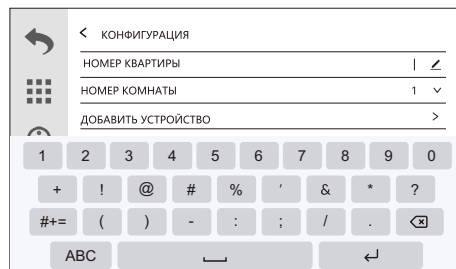 КОНФИГУРАЦИЯ
НОМЕР КВАРТИРЫ
НОМЕР КОМНАТЫ 1
ДОБАВИТЬ УСТРОЙСТВО
1 2 3 4 5 6 7 8 9 0
+ ! @ # % ' & * ?
#+= ( ) - : ; / .
ABC